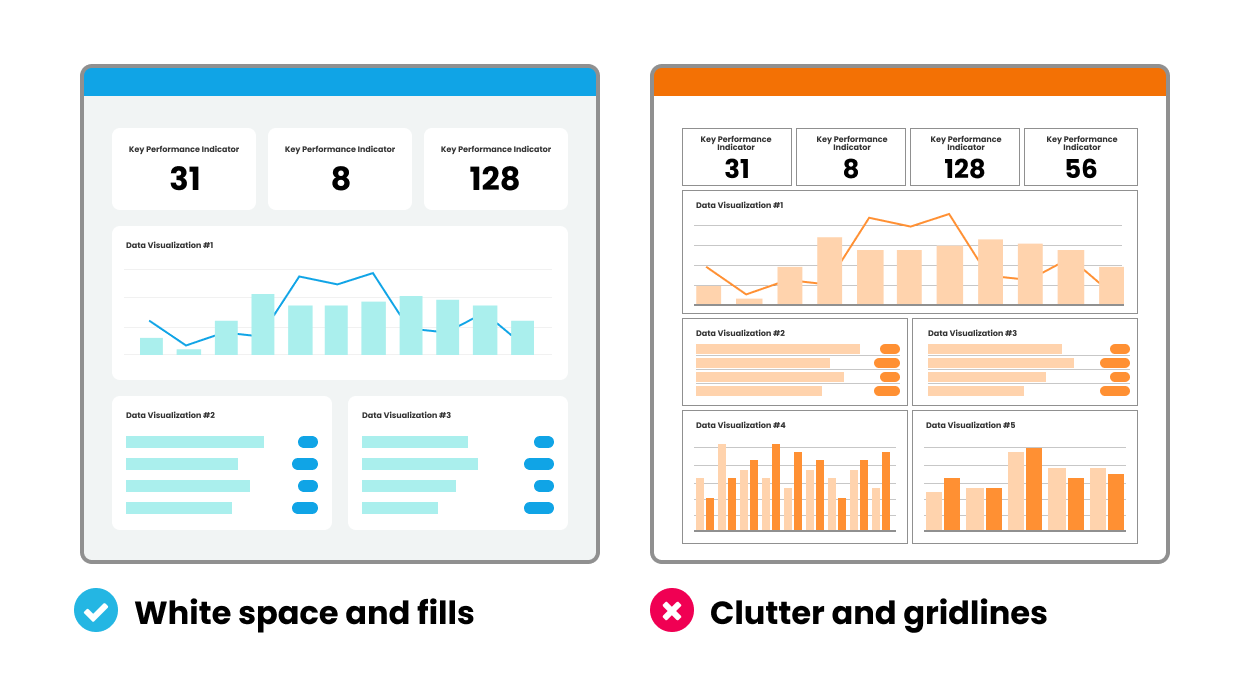 Key Performance Indicator
31
Key Performance Indicator
8
Key Performance Indicator
128
Data Visualization #1
Data Visualization #2
Data Visualization #3
White space and fills
Key Performance
Indicator
31
Key Performance
Indicator
8
Key Performance
Indicator
128
Key Performance
Indicator
56
Data Visualization #1
Data Visualization #2
Data Visualization #3
Data Visualization #4
Data Visualization #5
Clutter and gridlines